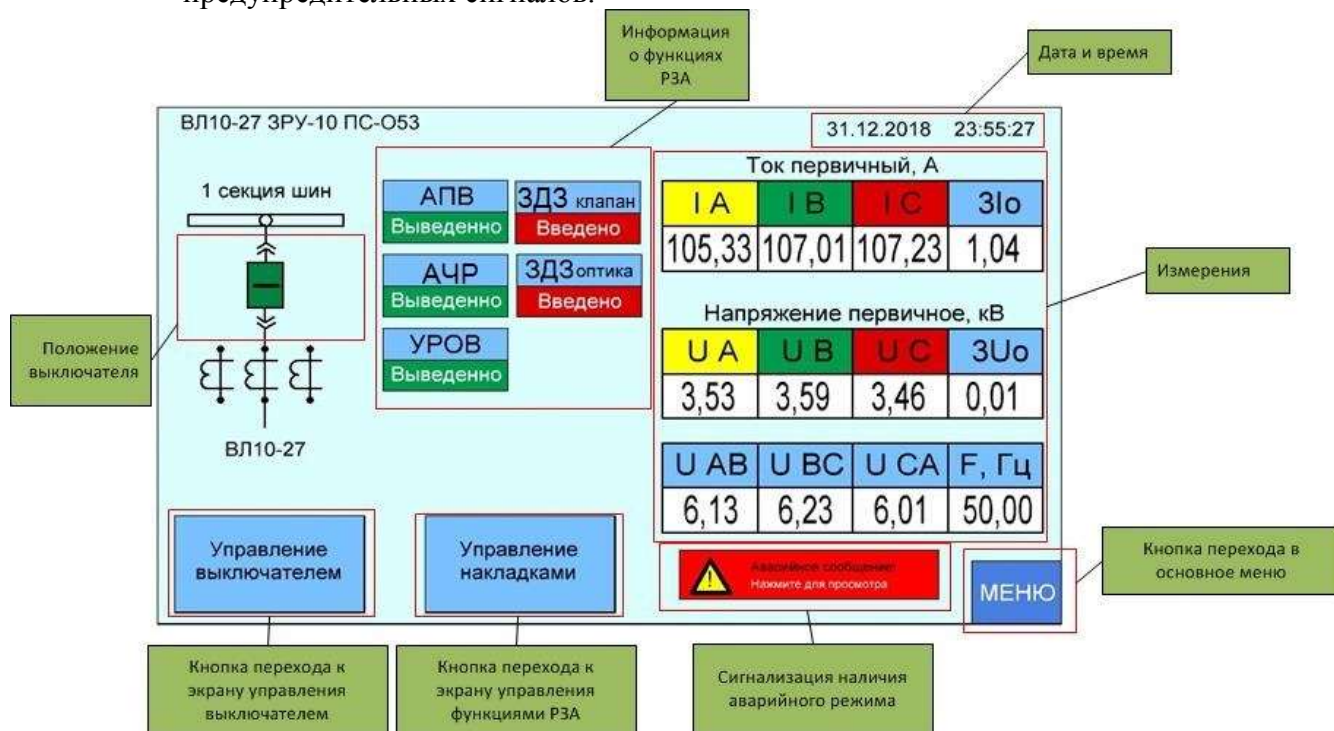 предупредительных сигналов.
Информация
о функциях
РЗА
Дата и время
ВЛ10-27 ЗРУ-10 ПС-О53
31.12.2018 23:55:27
1 секция шин
АПВ
Выведенно
ЗДЗ клапан
Введено
АЧР
Выведенно
ЗДЗ оптика
Введено
УРОВ
Выведенно
Ток первичный, А
I A I B I C 3Io
105,33 107,01 107,23 1,04
Напряжение первичное, кВ
U A U B U C 3Uo
3,53 3,59 3,46 0,01
U AB U BC U CA F, Гц
6,13 6,23 6,01 50,00
Измерения
Положение
выключателя
ВЛ10-27
Управление
выключателем
Управление
накладками
Аварийное сообщение!
Нажмите для просмотра
МЕНЮ
Кнопка перехода в
основное меню
Кнопка перехода к
экрану управления
выключателем
Кнопка перехода к
экрану управления
функциями РЗА
Сигнализация наличия
аварийного режима